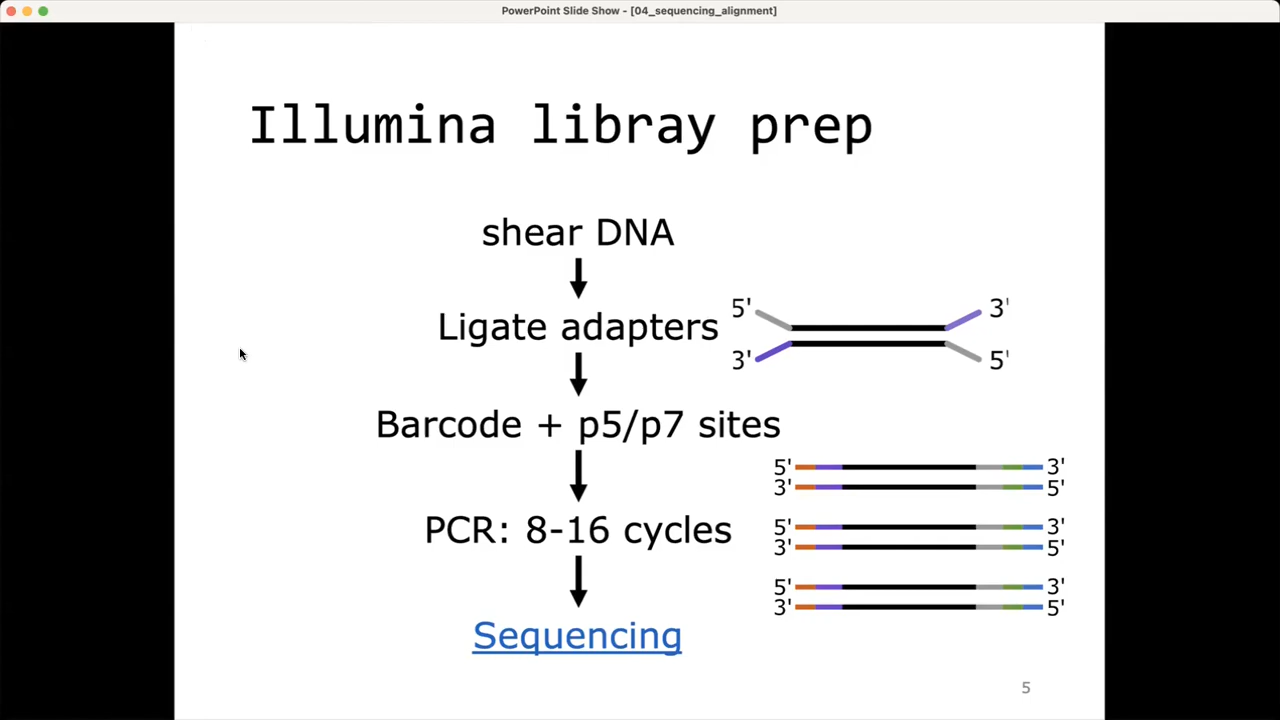 PowerPoint Slide Show - [04_sequencing_alignment]
Illumina libray prep
shear DNA
Ligate adapters
5' 3'
3' 5'
Barcode + p5/p7 sites
5' 3'
3' 5'
PCR: 8-16 cycles
5' 3'
3' 5'
5' 3'
3' 5'
Sequencing
5